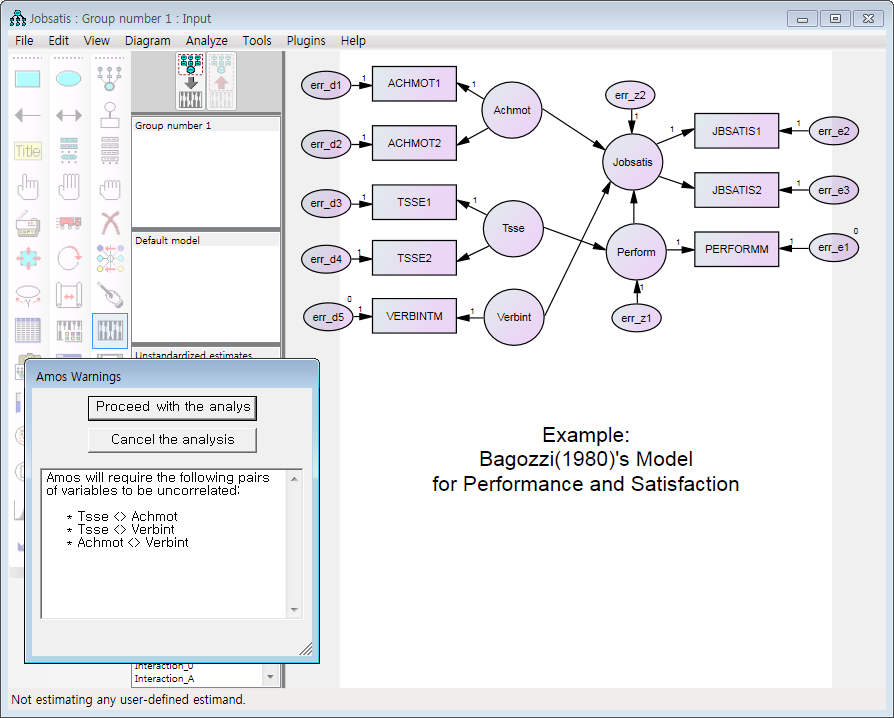 Jobsatis : Group number 1 : Input
File Edit View Diagram Analyze Tools Plugins Help
Title
Group number 1
Default model
Unstandardized estimates
Interaction_A
err_d1
1
ACHMOT1
1
Achmot
err_d2
1
ACHMOT2
err_z2
1
Jobsatis
1
JBSATIS1
1
err_e2
JBSATIS2
1
err_e3
err_d3
1
TSSE1
1
Tsse
err_d4
1
TSSE2
Perform
1
PERFORMM
1
err_e1
0
0
err_d5
1
VERBINTM
1
Verbint
1
err_z1
Example:
Bagozzi(1980)'s Model
for Performance and Satisfaction
Amos Warnings
Proceed with the analys
Cancel the analysis
Amos will require the following pairs
of variables to be uncorrelated:
* Tsse <> Achmot
* Tsse <> Verbint
* Achmot <> Verbint
Not estimating any user-defined estimand.